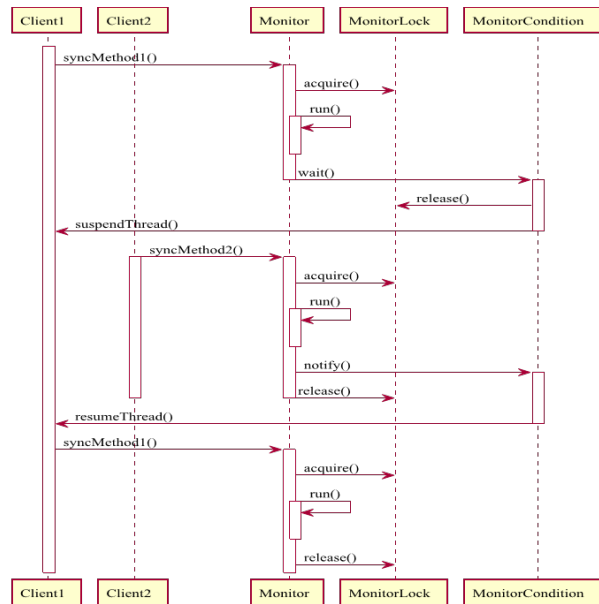 Client1 Client2 Monitor MonitorLock MonitorCondition
syncMethod1()
acquire()
run()
wait()
release()
suspendThread()
syncMethod2()
acquire()
run()
notify()
release()
resumeThread()
syncMethod1()
acquire()
run()
release()
Client1 Client2 Monitor MonitorLock MonitorCondition